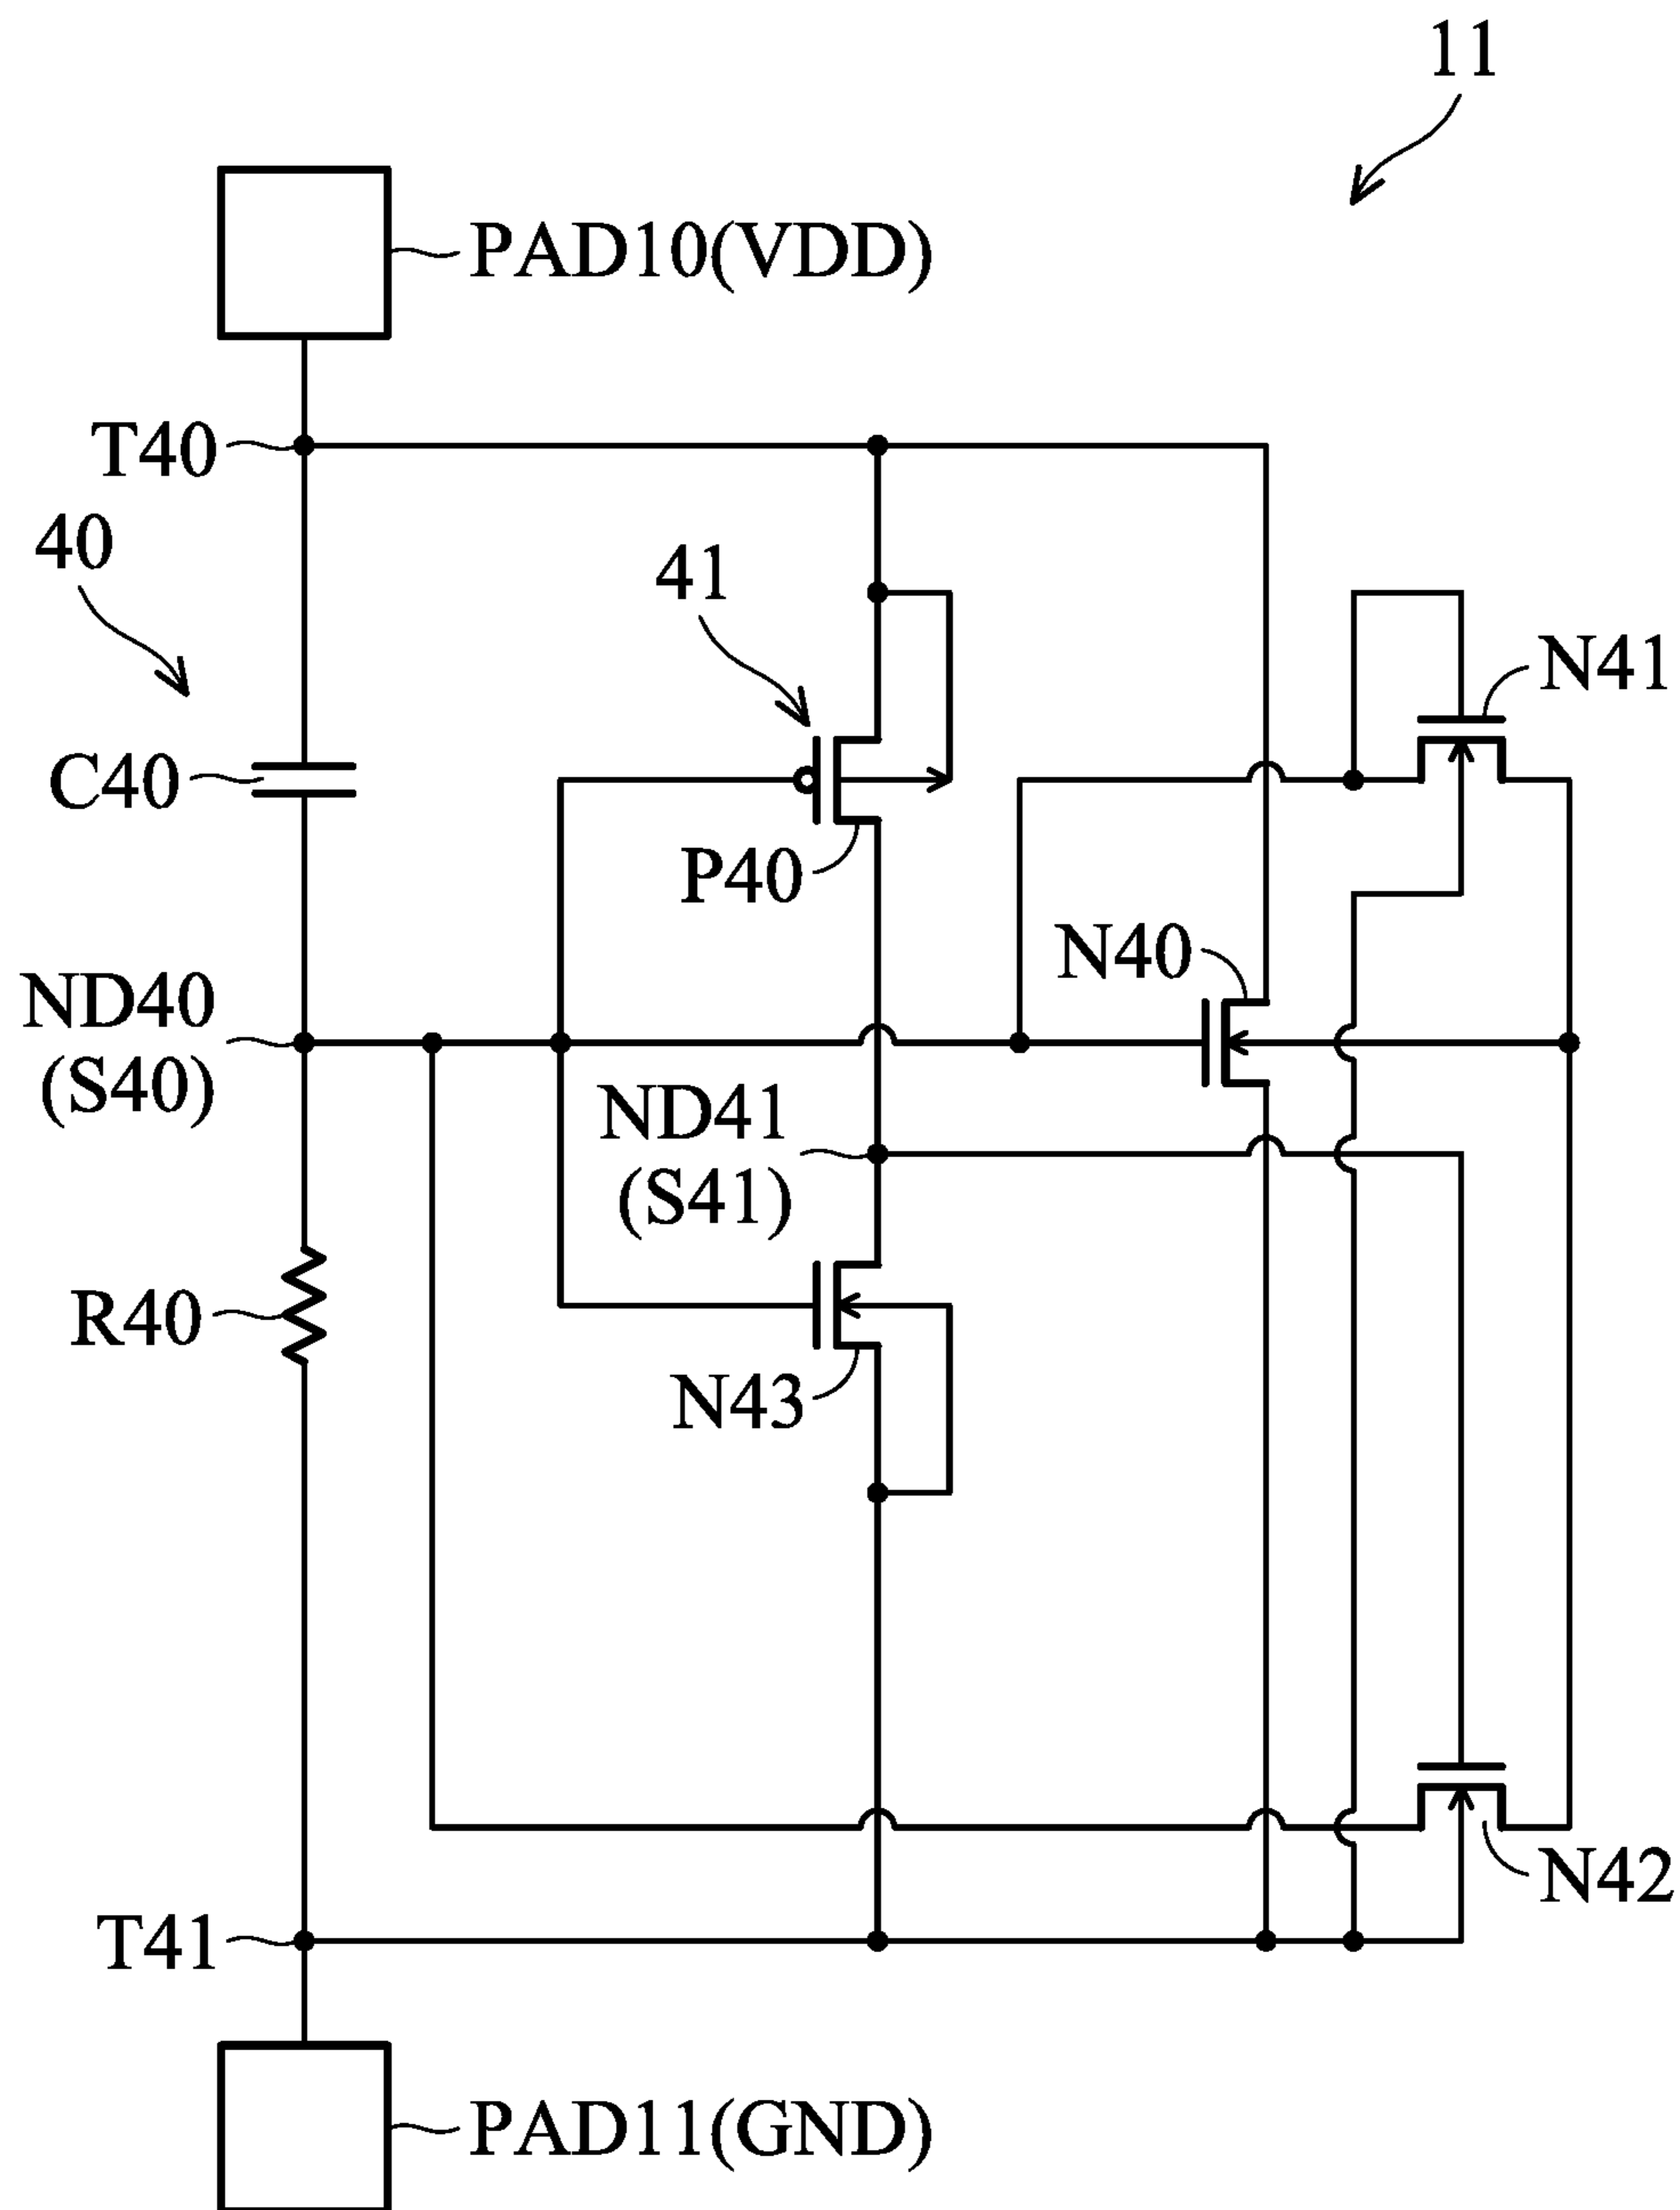 11
PAD10(VDD)
T40
40
41
N41
C40
P40
N40
ND40
(S40)
ND41
(S41)
R40
N43
N42
T41
PAD11(GND)